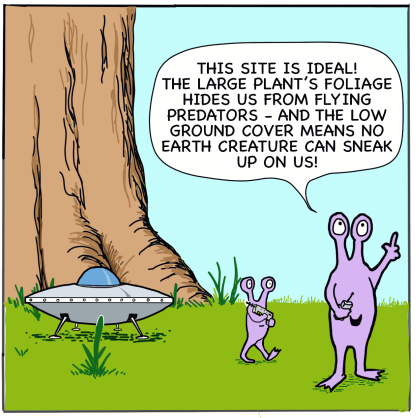 THIS SITE IS IDEAL!
THE LARGE PLANT'S FOLIAGE
HIDES US FROM FLYING
PREDATORS - AND THE LOW
GROUND COVER MEANS NO
EARTH CREATURE CAN SNEAK
UP ON US!